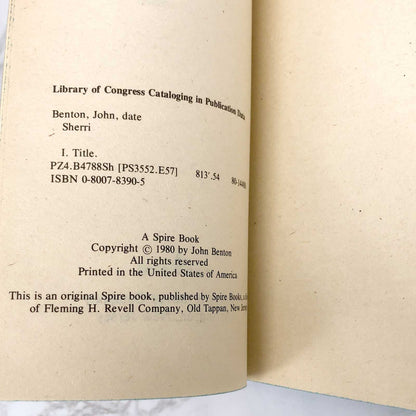 Library of Congress Cataloging in Publication Data
Benton, John, date
Sherri
I. Title.
PZ4.B4788Sh [PS3552.E57] 813'.54
ISBN 0-8007-8390-5
A Spire Book
Copyright © 1980 by John Benton
All rights reserved
Printed in the United States of America
This is an original Spire book, published by Spire Books, a
of Fleming H. Revell Company, Old Tappan, New Jersey